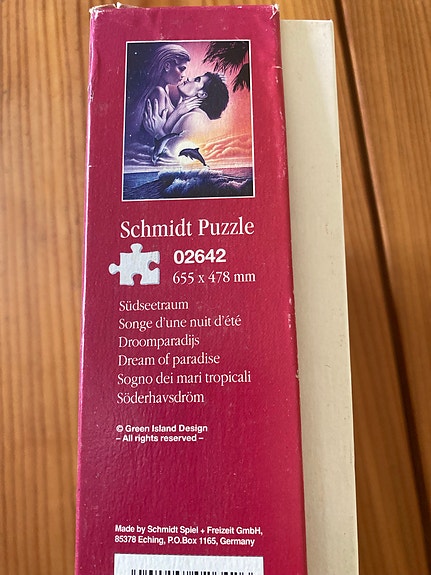 Schmidt Puzzle
02642
655 x 478 mm
Südseetraum
Songe d'une nuit d'été
Droomparadijs
Dream of paradise
Sogno dei mari tropicali
Söderhavsdröm
© Green Island Design
– All rights reserved –
Made by Schmidt Spiel + Freizeit GmbH,
85378 Eching, P.O.Box 1165, Germany